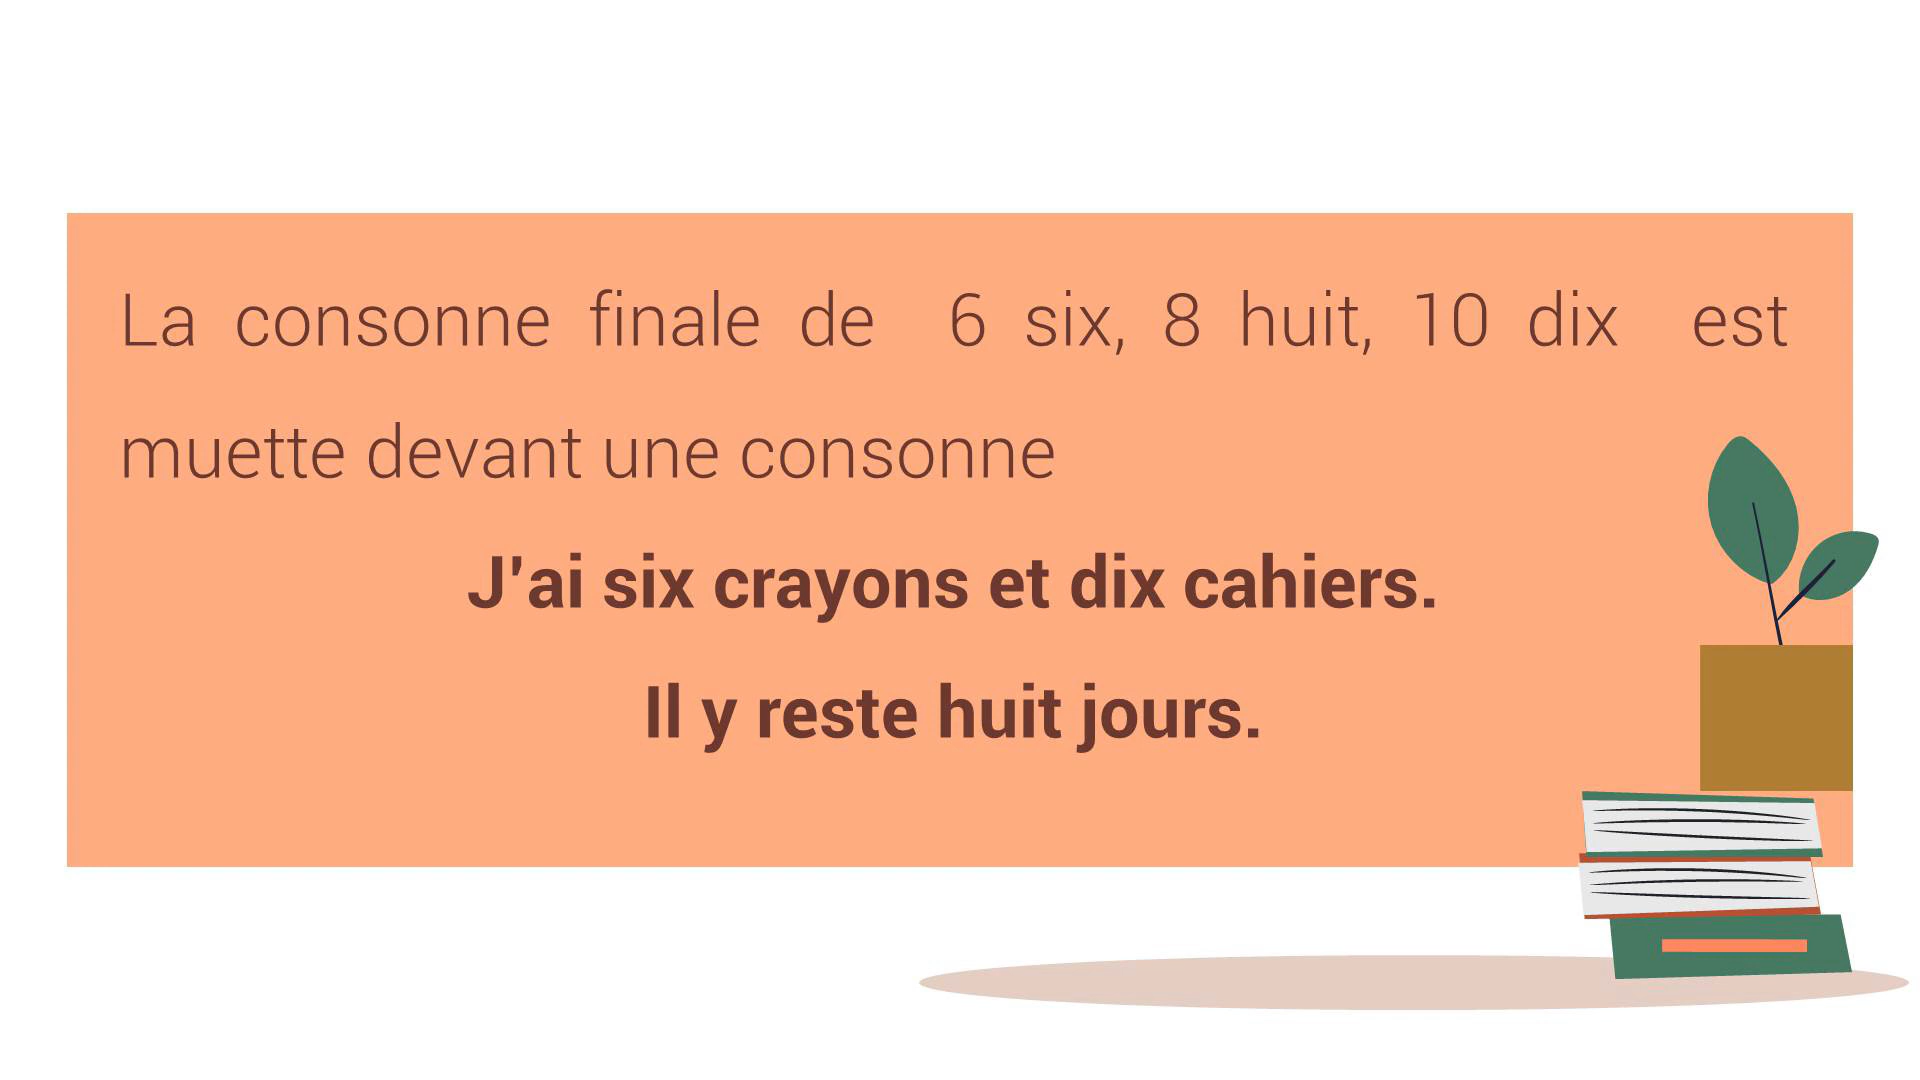 La consonne finale de 6 six, 8 huit, 10 dix est
muette devant une consonne
J'ai six crayons et dix cahiers.
Il y reste huit jours.